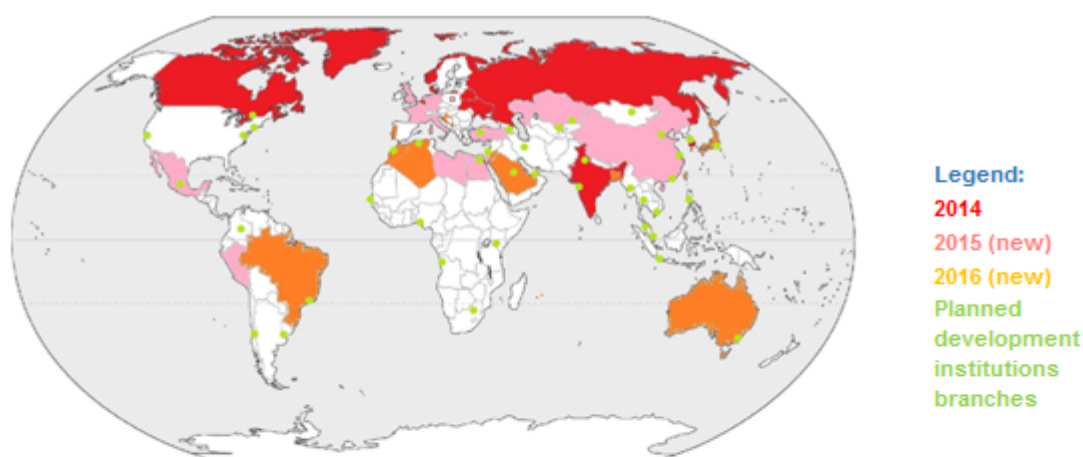 Legend:
2014
2015 (new)
2016 (new)
Planned
development
institutions
branches